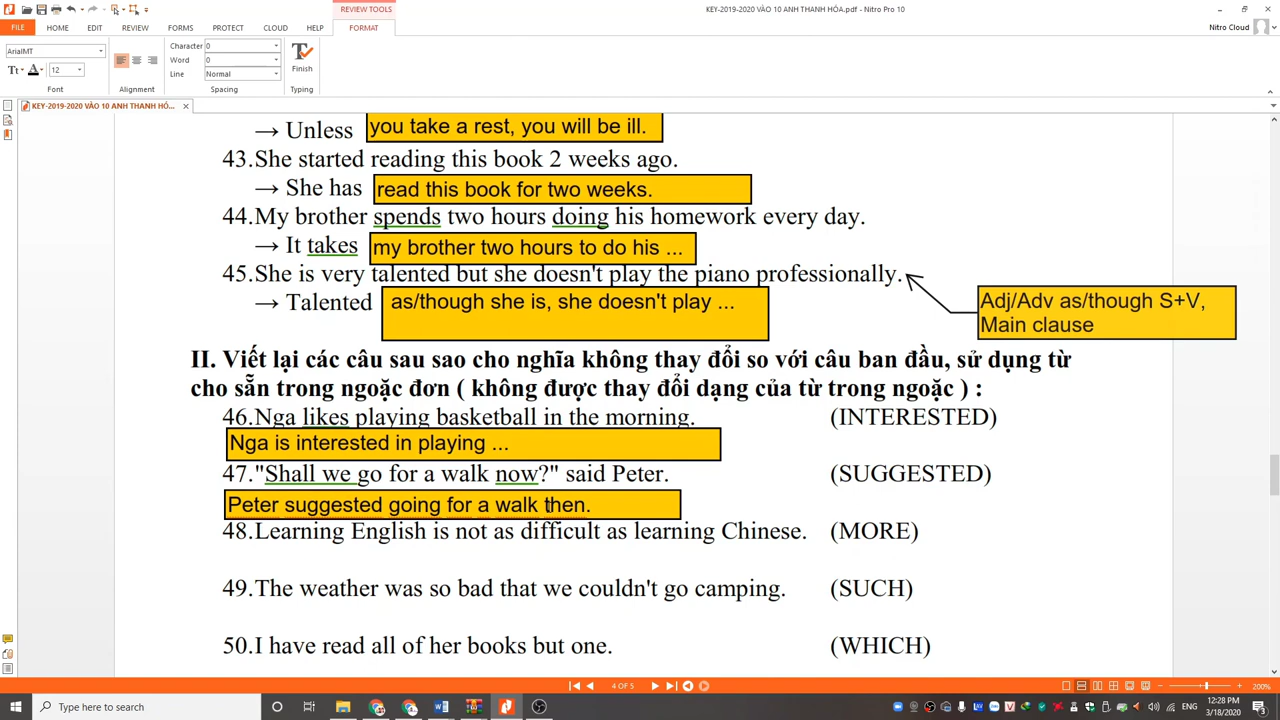 REVIEW TOOLS
KEY-2019-2020 VÀO 10 ANH THANH HÓA.pdf - Nitro Pro 10
FILE HOME EDIT REVIEW FORMS PROTECT CLOUD HELP FORMAT
Nitro Cloud
ArialMT
Character 0
Word 0
Line Normal
Tt A 12
Finish
Font Alignment Spacing Typing
KEY-2019-2020 VÀO 10 ANH THANH HÓ...
→ Unless you take a rest, you will be ill.
43.She started reading this book 2 weeks ago.
→ She has read this book for two weeks.
44.My brother spends two hours doing his homework every day.
→ It takes my brother two hours to do his ...
45.She is very talented but she doesn't play the piano professionally.
→ Talented as/though she is, she doesn't play ...
Adj/Adv as/though S+V,
Main clause
II. Viết lại các câu sau sao cho nghĩa không thay đổi so với câu ban đầu, sử dụng từ
cho sẵn trong ngoặc đơn ( không được thay đổi dạng của từ trong ngoặc ) :
46.Nga likes playing basketball in the morning. (INTERESTED)
Nga is interested in playing ...
47."Shall we go for a walk now?" said Peter. (SUGGESTED)
Peter suggested going for a walk then.
48.Learning English is not as difficult as learning Chinese. (MORE)
49.The weather was so bad that we couldn't go camping. (SUCH)
50.I have read all of her books but one. (WHICH)
4 OF 5
200%
Type here to search
12:28 PM
3/18/2020